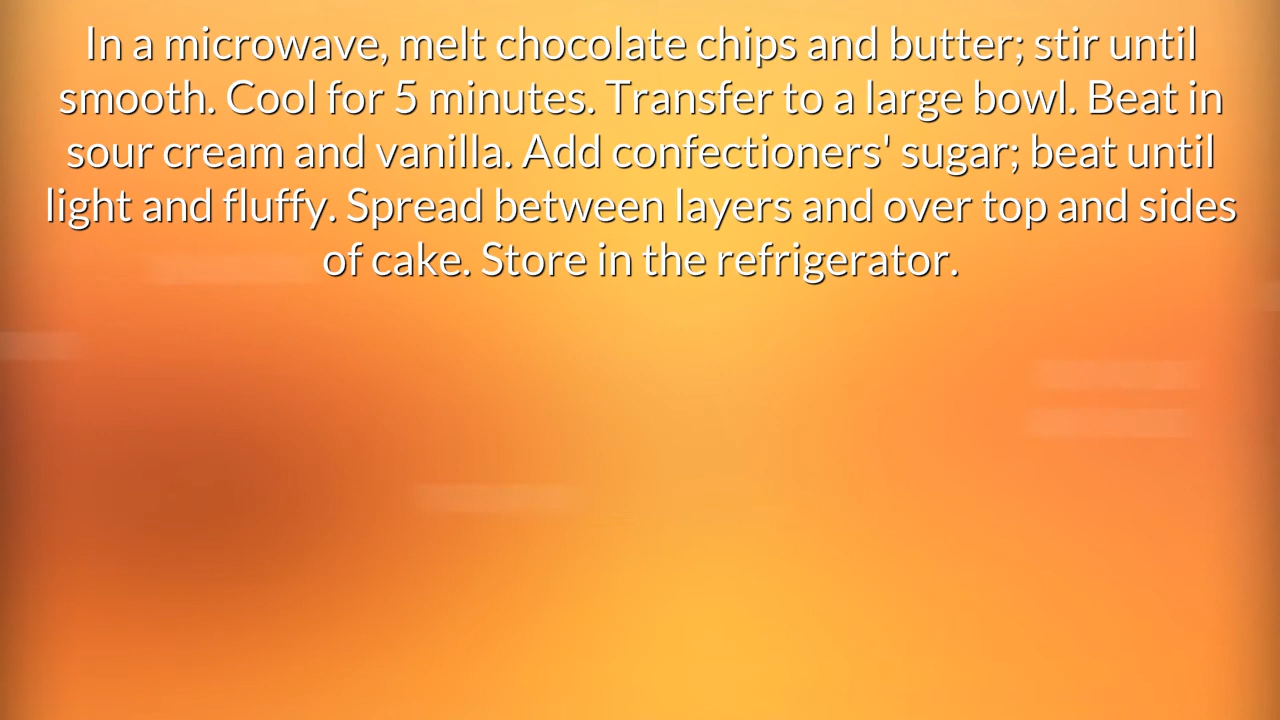 In a microwave, melt chocolate chips and butter; stir until
smooth. Cool for 5 minutes. Transfer to a large bowl. Beat in
sour cream and vanilla. Add confectioners' sugar; beat until
light and fluffy. Spread between layers and over top and sides
of cake. Store in the refrigerator.